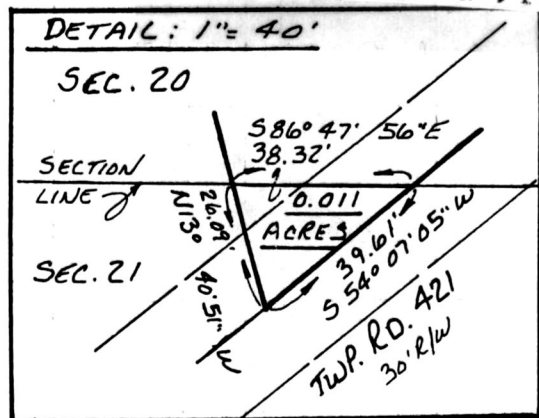 DETAIL: 1"= 40'
SEC. 20
S86° 47' 56"E
38.32'
SECTION
LINE
0.011
ACRES
26.09'
N13° 40'51" W
39.61'
S 54° 07' 05" W
SEC. 21
TWP. RD. 421
30' R/W